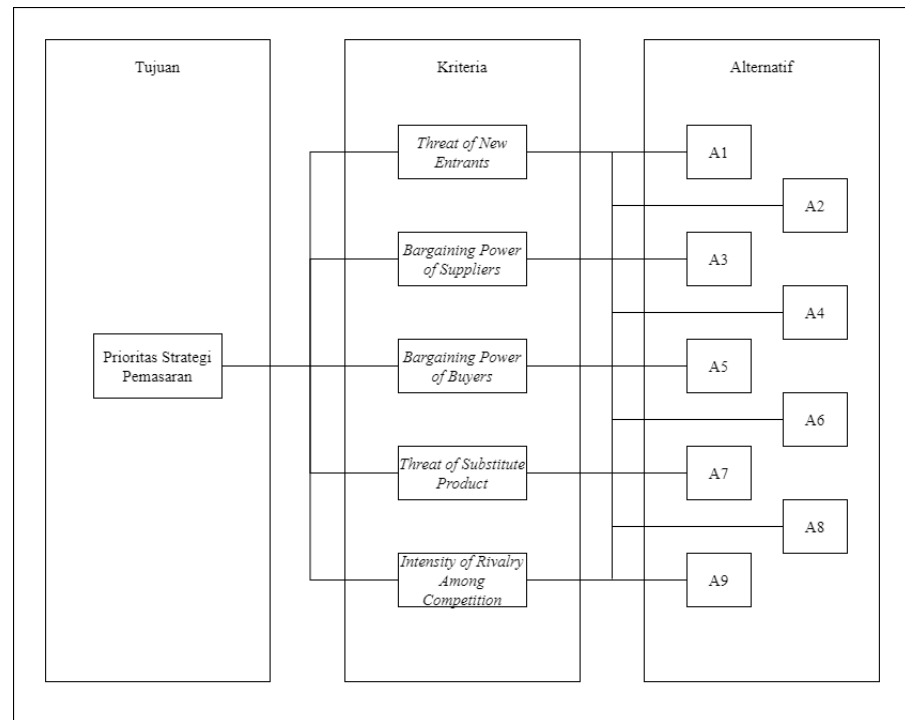 Tujuan
Kriteria
Alternatif
Prioritas Strategi
Pemasaran
Threat of New
Entrants
Bargaining Power
of Suppliers
Bargaining Power
of Buyers
Threat of Substitute
Product
Intensity of Rivalry
Among
Competition
A1
A2
A3
A4
A5
A6
A7
A8
A9